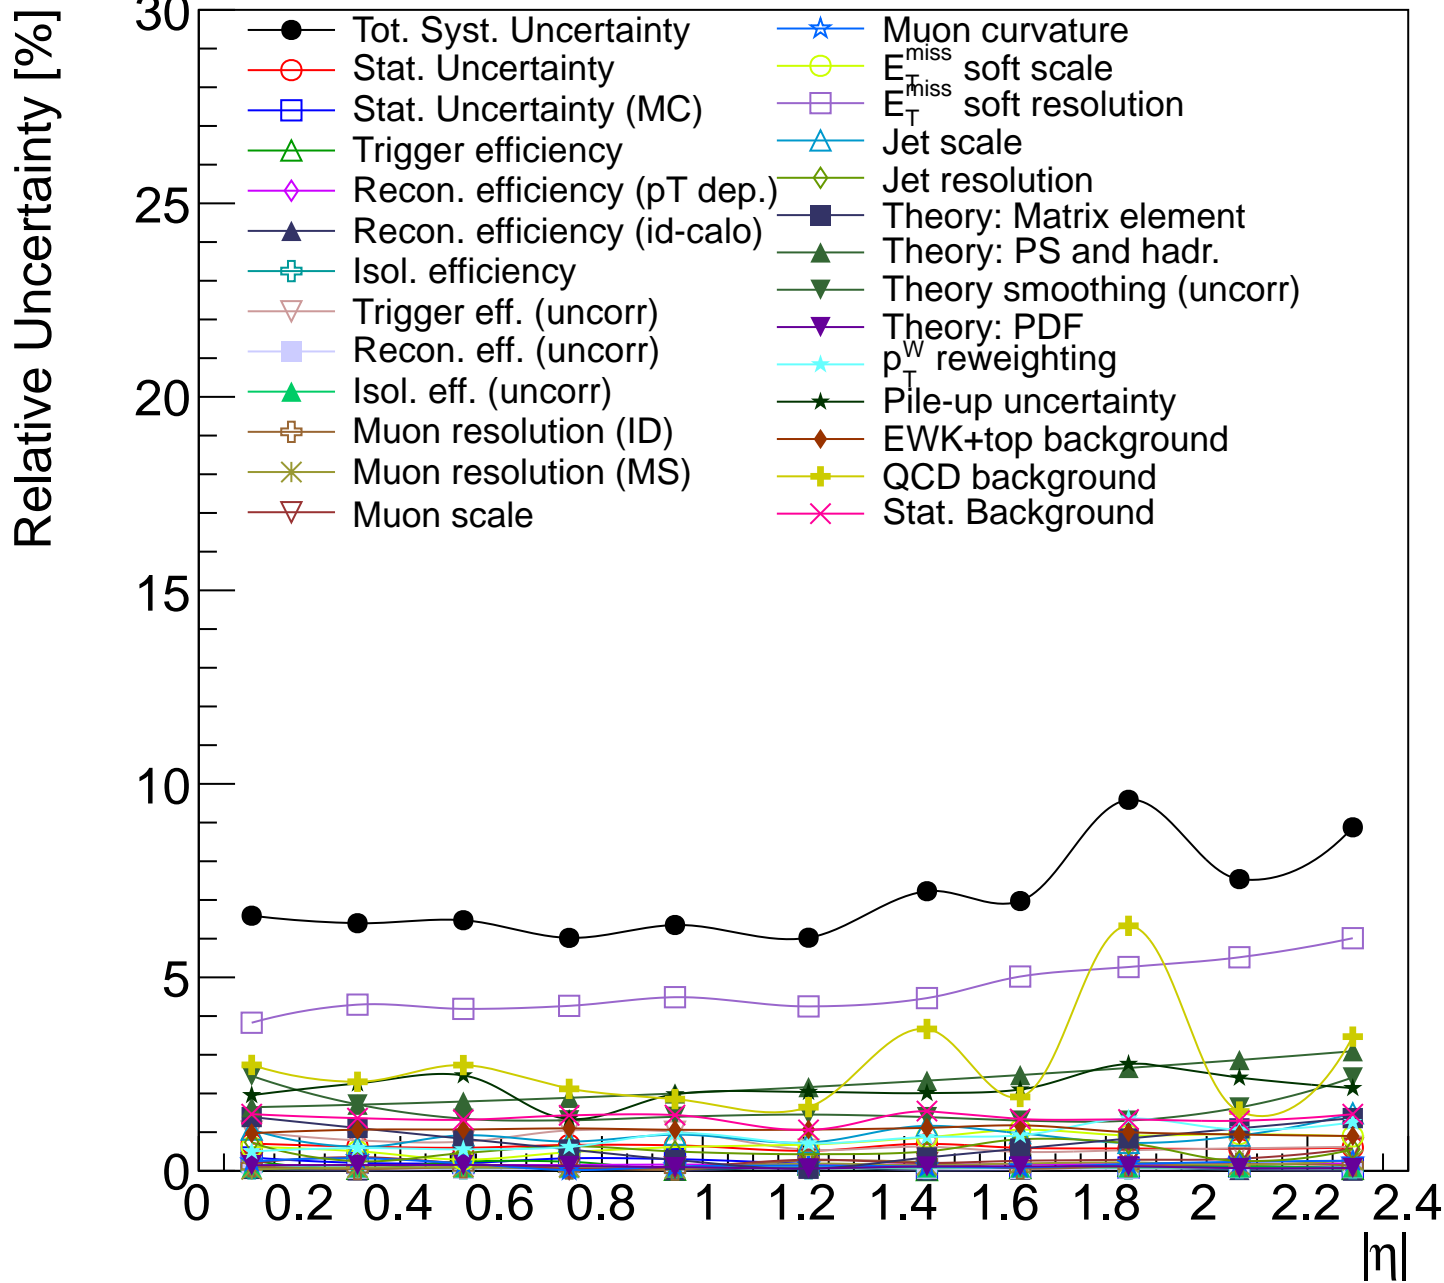 Relative Uncertainty [%]
30
25
20
15
10
5
0
Tot. Syst. Uncertainty
Stat. Uncertainty
Stat. Uncertainty (MC)
Trigger efficiency
Recon. efficiency (pT dep.)
Recon. efficiency (id-calo)
Isol. efficiency
Trigger eff. (uncorr)
Recon. eff. (uncorr)
Isol. eff. (uncorr)
Muon resolution (ID)
Muon resolution (MS)
Muon scale
Muon curvature
E_T^miss soft scale
E_T^miss soft resolution
Jet scale
Jet resolution
Theory: Matrix element
Theory: PS and hadr.
Theory smoothing (uncorr)
Theory: PDF
p_T^W reweighting
Pile-up uncertainty
EWK+top background
QCD background
Stat. Background
0 0.2 0.4 0.6 0.8 1 1.2 1.4 1.6 1.8 2 2.2 2.4
|η|